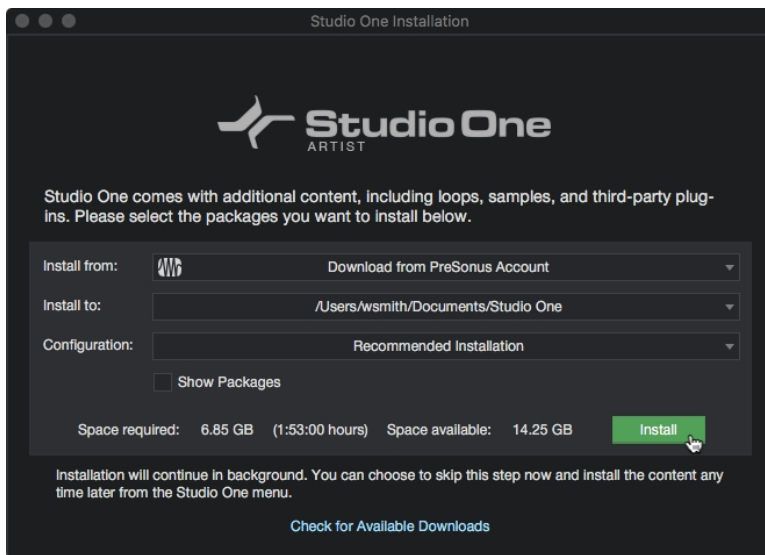 Studio One Installation
Studio One
ARTIST
Studio One comes with additional content, including loops, samples, and third-party plug-
ins. Please select the packages you want to install below.
Install from: Download from PreSonus Account
Install to: /Users/wsmith/Documents/Studio One
Configuration: Recommended Installation
Show Packages
Space required: 6.85 GB (1:53:00 hours) Space available: 14.25 GB Install
Installation will continue in background. You can choose to skip this step now and install the content any
time later from the Studio One menu.
Check for Available Downloads